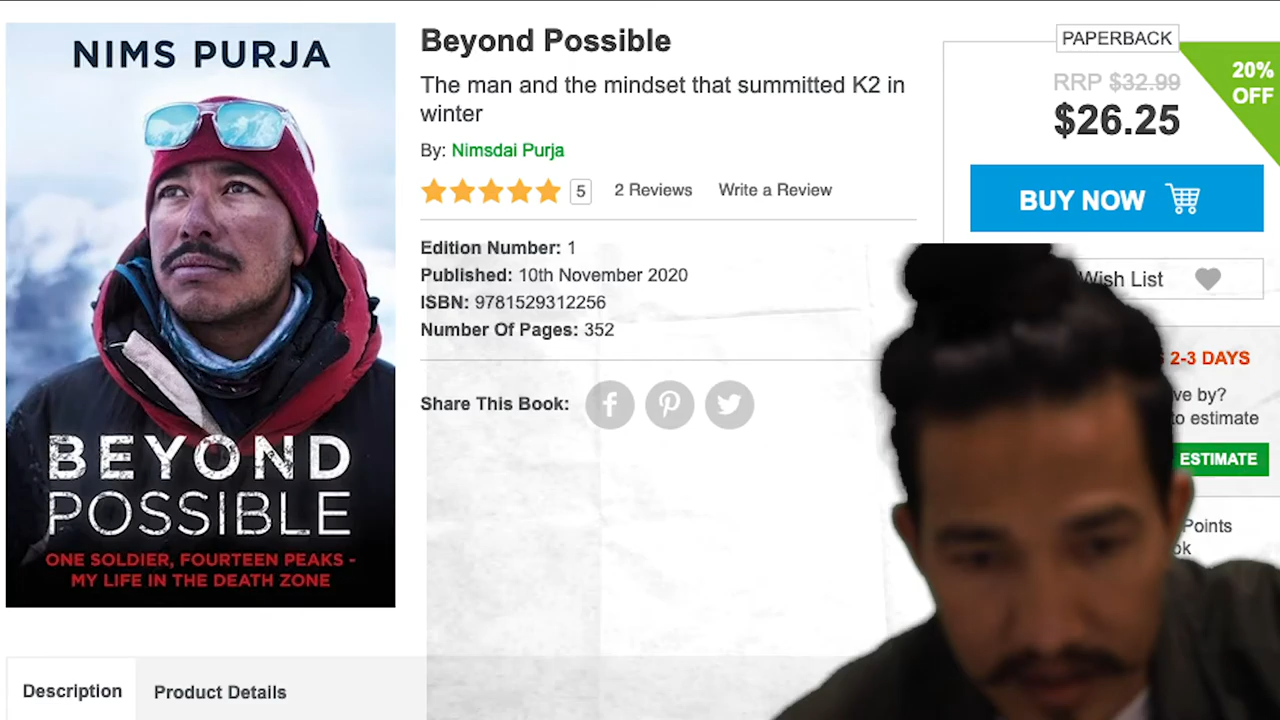 NIMS PURJA
BEYOND
POSSIBLE
ONE SOLDIER, FOURTEEN PEAKS -
MY LIFE IN THE DEATH ZONE
Beyond Possible
The man and the mindset that summitted K2 in
winter
By: Nimsdai Purja
5 2 Reviews Write a Review
Edition Number: 1
Published: 10th November 2020
ISBN: 9781529312256
Number Of Pages: 352
Share This Book:
PAPERBACK
RRP $32.99
$26.25
20%
OFF
BUY NOW
Wish List
2-3 DAYS
by?
to estimate
ESTIMATE
Points
Description Product Details